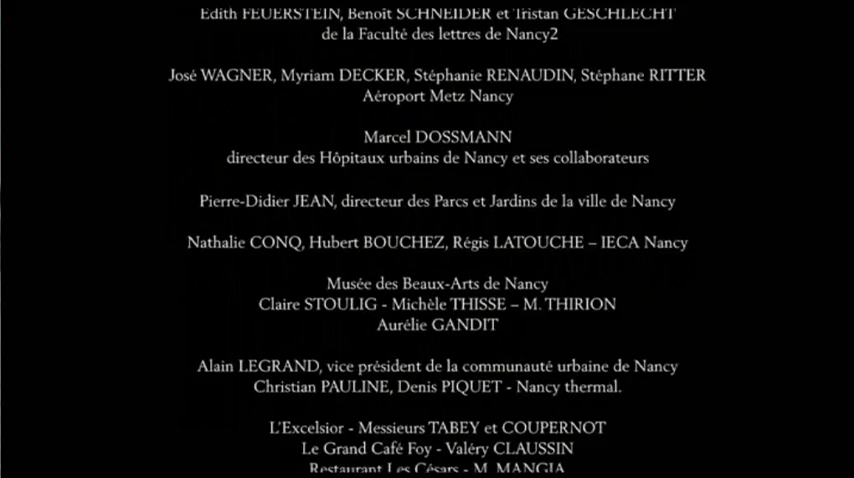 Edith FEUERSTEIN, Benoît SCHNEIDER et Tristan GESCHLECHT
de la Faculté des lettres de Nancy2
José WAGNER, Myriam DECKER, Stéphanie RENAUDIN, Stéphane RITTER
Aéroport Metz Nancy
Marcel DOSSMANN
directeur des Hôpitaux urbains de Nancy et ses collaborateurs
Pierre-Didier JEAN, directeur des Parcs et Jardins de la ville de Nancy
Nathalie CONQ, Hubert BOUCHEZ, Régis LATOUCHE – IECA Nancy
Musée des Beaux-Arts de Nancy
Claire STOULIG - Michèle THISSE – M. THIRION
Aurélie GANDIT
Alain LEGRAND, vice président de la communauté urbaine de Nancy
Christian PAULINE, Denis PIQUET - Nancy thermal.
L'Excelsior - Messieurs TABEY et COUPERNOT
Le Grand Café Foy - Valéry CLAUSSIN
Restaurant Les Césars - M. MANGIA